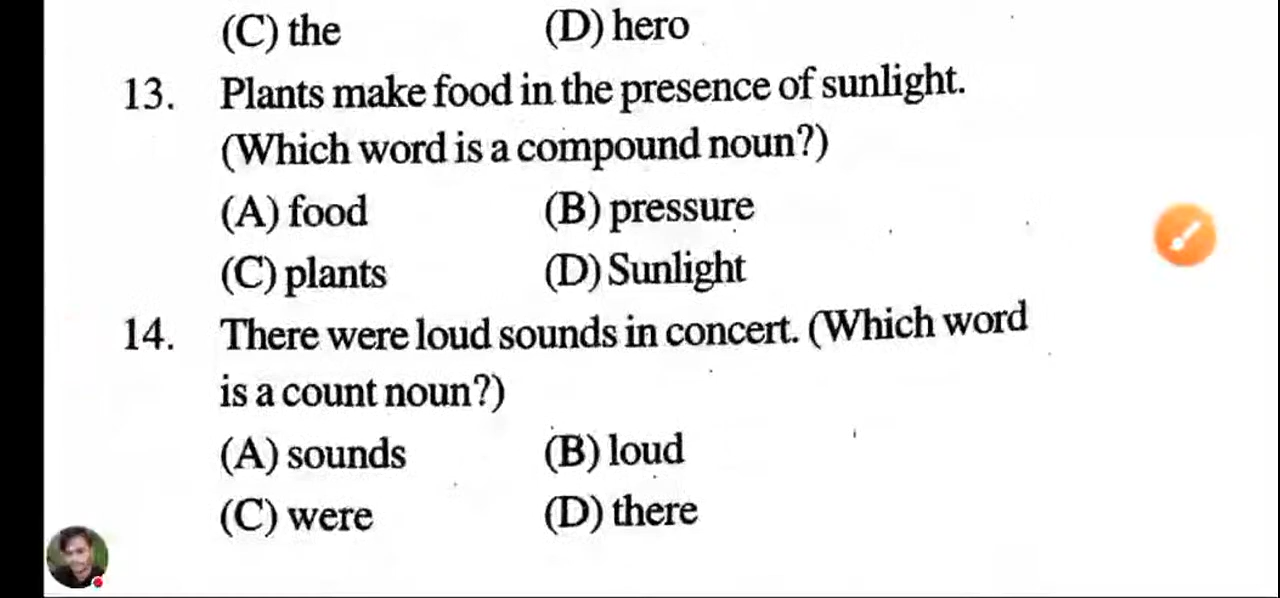 (C) the (D) hero
13. Plants make food in the presence of sunlight.
(Which word is a compound noun?)
(A) food (B) pressure
(C) plants (D) Sunlight
14. There were loud sounds in concert. (Which word
is a count noun?)
(A) sounds (B) loud
(C) were (D) there